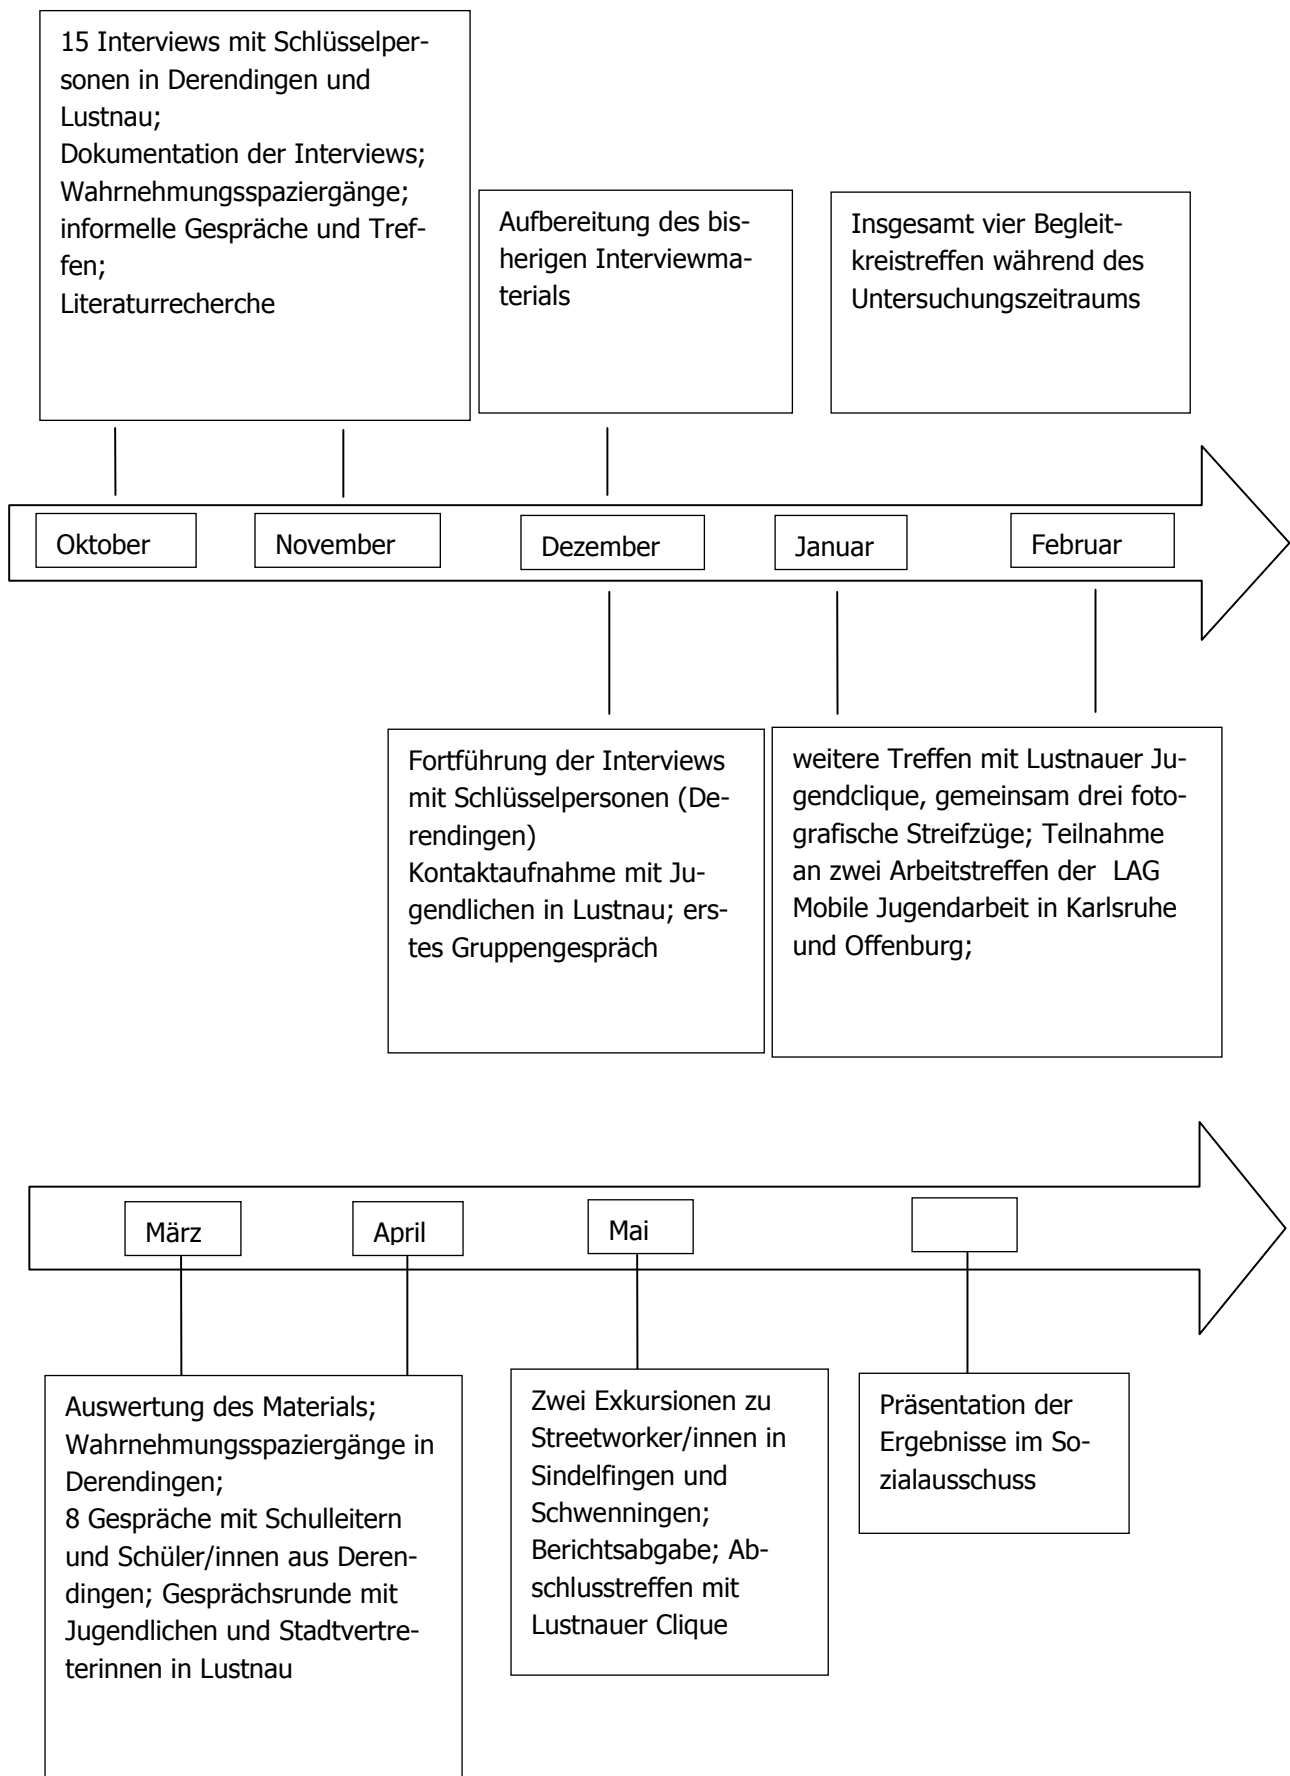 15 Interviews mit Schlüsselper-
sonen in Derendingen und
Lustnau;
Dokumentation der Interviews;
Wahrnehmungsspaziergänge;
informelle Gespräche und Tref-
fen;
Literaturrecherche
Aufbereitung des bis-
herigen Interviewma-
terials
Insgesamt vier Begleit-
kreistreffen während des
Untersuchungszeitraums
Oktober
November
Dezember
Januar
Februar
Fortführung der Interviews
mit Schlüsselpersonen (De-
rendingen)
Kontaktaufnahme mit Ju-
gendlichen in Lustnau; ers-
tes Gruppengespräch
weitere Treffen mit Lustnauer Ju-
gendclique, gemeinsam drei foto-
grafische Streifzüge; Teilnahme
an zwei Arbeitstreffen der  LAG
Mobile Jugendarbeit in Karlsruhe
und Offenburg;
März
April
Mai
Auswertung des Materials;
Wahrnehmungsspaziergänge in
Derendingen;
8 Gespräche mit Schulleitern
und Schüler/innen aus Deren-
dingen; Gesprächsrunde mit
Jugendlichen und Stadtvertre-
terinnen in Lustnau
Zwei Exkursionen zu
Streetworker/innen in
Sindelfingen und
Schwenningen;
Berichtsabgabe; Ab-
schlusstreffen mit
Lustnauer Clique
Präsentation der
Ergebnisse im So-
zialausschuss